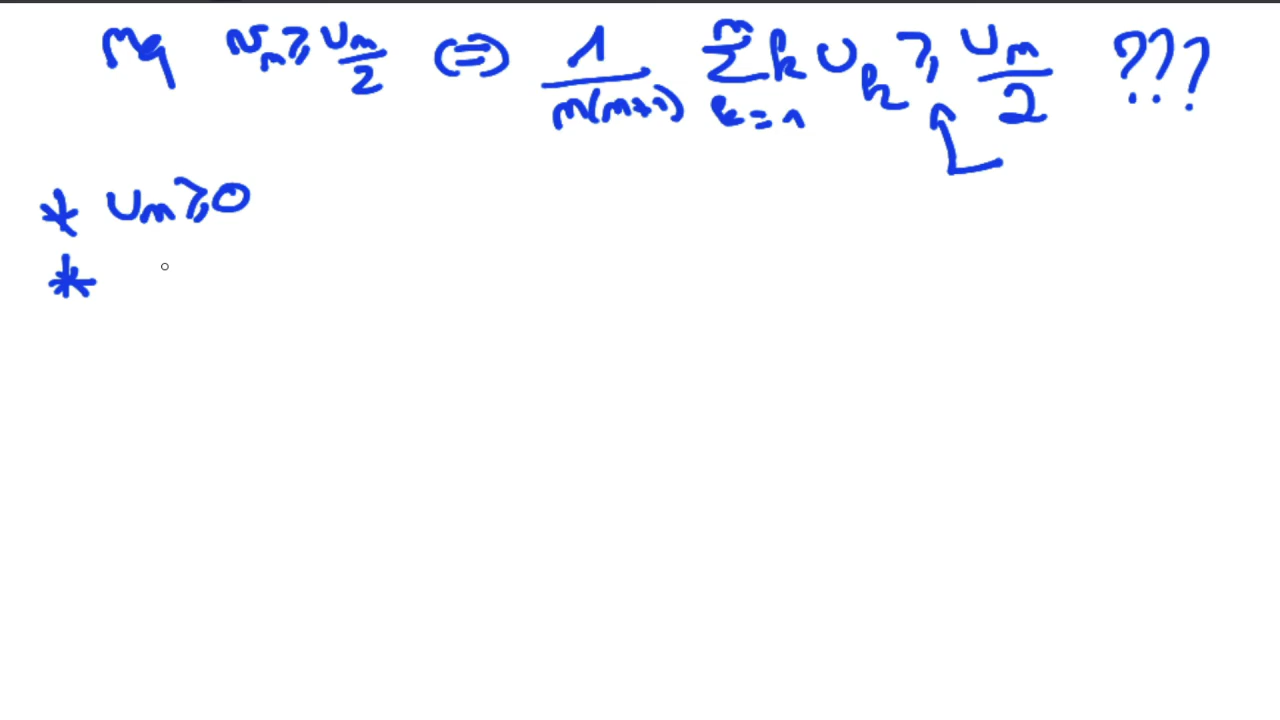 Mq v_n ≥ u_n/2 ⇔ 1/(n(n+1)) ∑_{k=1}^{n} k u_k ≥ u_n/2 ???
* u_n ≥ 0
*